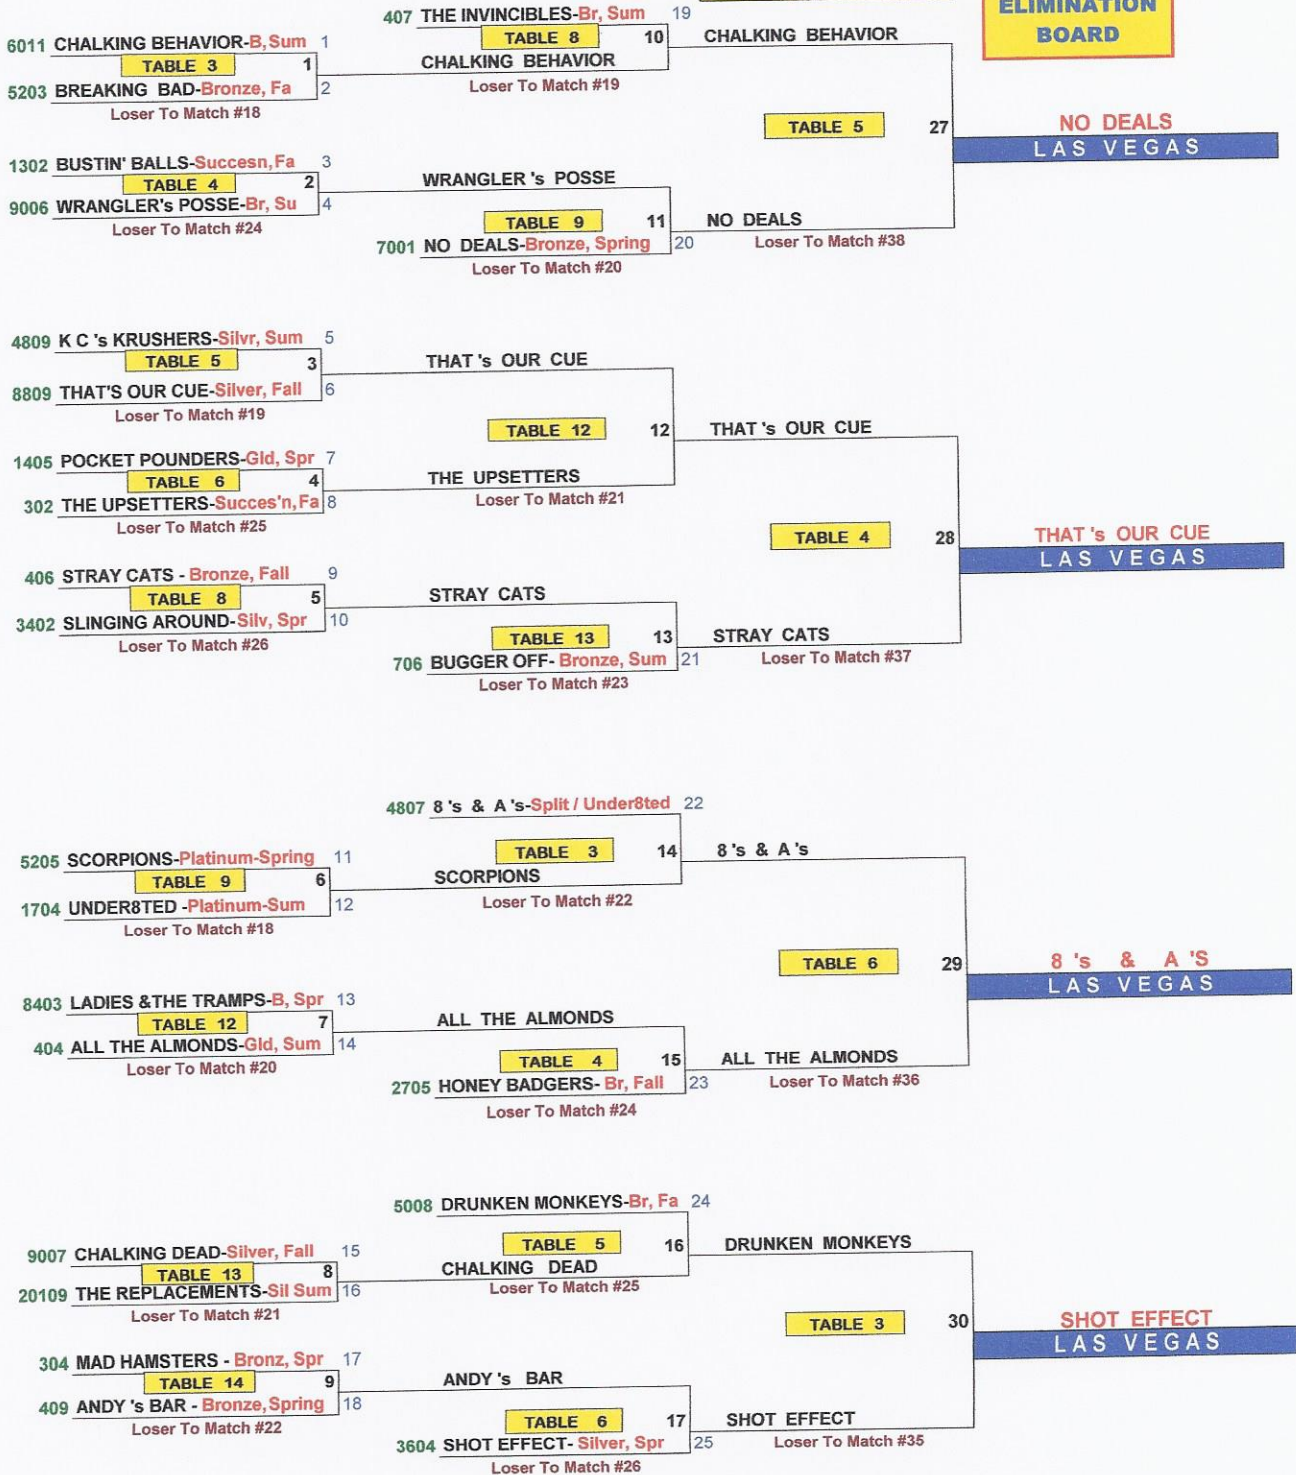 ELIMINATION
BOARD
407 THE INVINCIBLES-Br, Sum 19
TABLE 8 10
CHALKING BEHAVIOR
Loser To Match #19
CHALKING BEHAVIOR
6011 CHALKING BEHAVIOR-B, Sum 1
TABLE 3 1
5203 BREAKING BAD-Bronze, Fa 2
Loser To Match #18
TABLE 5 27
NO DEALS
LAS VEGAS
1302 BUSTIN' BALLS-Succesn, Fa 3
TABLE 4 2
9006 WRANGLER's POSSE-Br, Su 4
Loser To Match #24
WRANGLER 's POSSE
TABLE 9 11
7001 NO DEALS-Bronze, Spring 20
Loser To Match #20
NO DEALS
Loser To Match #38
4809 K C 's KRUSHERS-Silvr, Sum 5
TABLE 5 3
8809 THAT'S OUR CUE-Silver, Fall 6
Loser To Match #19
THAT 's OUR CUE
TABLE 12 12
THE UPSETTERS
Loser To Match #21
THAT 's OUR CUE
1405 POCKET POUNDERS-Gld, Spr 7
TABLE 6 4
302 THE UPSETTERS-Succes'n, Fa 8
Loser To Match #25
TABLE 4 28
THAT 's OUR CUE
LAS VEGAS
406 STRAY CATS - Bronze, Fall 9
TABLE 8 5
3402 SLINGING AROUND-Silv, Spr 10
Loser To Match #26
STRAY CATS
TABLE 13 13
706 BUGGER OFF- Bronze, Sum 21
Loser To Match #23
STRAY CATS
Loser To Match #37
4807 8 's & A 's-Split / Under8ted 22
TABLE 3 14
SCORPIONS
Loser To Match #22
8 's & A 's
5205 SCORPIONS-Platinum-Spring 11
TABLE 9 6
1704 UNDER8TED -Platinum-Sum 12
Loser To Match #18
TABLE 6 29
8 's & A 'S
LAS VEGAS
8403 LADIES &THE TRAMPS-B, Spr 13
TABLE 12 7
404 ALL THE ALMONDS-Gld, Sum 14
Loser To Match #20
ALL THE ALMONDS
TABLE 4 15
2705 HONEY BADGERS- Br, Fall 23
Loser To Match #24
ALL THE ALMONDS
Loser To Match #36
5008 DRUNKEN MONKEYS-Br, Fa 24
TABLE 5 16
CHALKING DEAD
Loser To Match #25
DRUNKEN MONKEYS
9007 CHALKING DEAD-Silver, Fall 15
TABLE 13 8
20109 THE REPLACEMENTS-Sil Sum 16
Loser To Match #21
TABLE 3 30
SHOT EFFECT
LAS VEGAS
304 MAD HAMSTERS - Bronz, Spr 17
TABLE 14 9
409 ANDY 's BAR - Bronze, Spring 18
Loser To Match #22
ANDY 's BAR
TABLE 6 17
3604 SHOT EFFECT- Silver, Spr 25
Loser To Match #26
SHOT EFFECT
Loser To Match #35